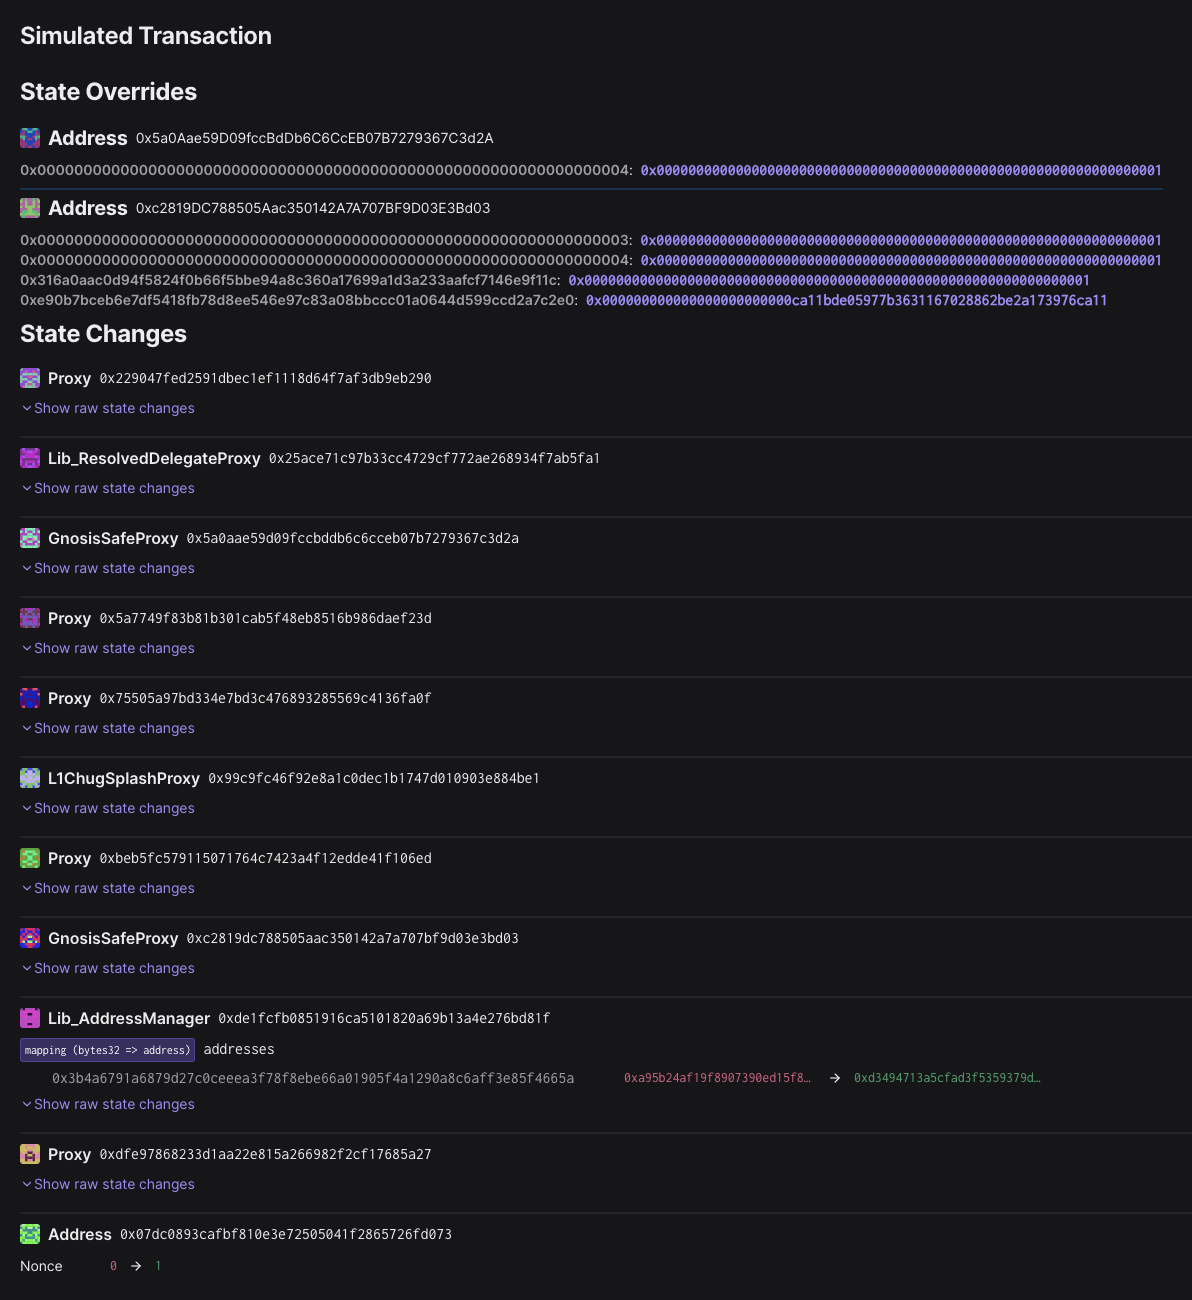 Simulated Transaction
State Overrides
Address 0x5a0Aae59D09fccBdDb6C6CcEB07B7279367C3d2A
0x0000000000000000000000000000000000000000000000000000000000000004: 0x0000000000000000000000000000000000000000000000000000000000000001
Address 0xc2819DC788505Aac350142A7A707BF9D03E3Bd03
0x0000000000000000000000000000000000000000000000000000000000000003: 0x0000000000000000000000000000000000000000000000000000000000000001
0x0000000000000000000000000000000000000000000000000000000000000004: 0x0000000000000000000000000000000000000000000000000000000000000001
0x316a0aac0d94f5824f0b66f5bbe94a8c360a17699a1d3a233aafcf7146e9f11c: 0x0000000000000000000000000000000000000000000000000000000000000001
0xe90b7bceb6e7df5418fb78d8ee546e97c83a08bbccc01a0644d599ccd2a7c2e0: 0x000000000000000000000000ca11bde05977b3631167028862be2a173976ca11
State Changes
Proxy 0x229047fed2591dbec1ef1118d64f7af3db9eb290
Show raw state changes
Lib_ResolvedDelegateProxy 0x25ace71c97b33cc4729cf772ae268934f7ab5fa1
Show raw state changes
GnosisSafeProxy 0x5a0aae59d09fccbddb6c6cceb07b7279367c3d2a
Show raw state changes
Proxy 0x5a7749f83b81b301cab5f48eb8516b986daef23d
Show raw state changes
Proxy 0x75505a97bd334e7bd3c476893285569c4136fa0f
Show raw state changes
L1ChugSplashProxy 0x99c9fc46f92e8a1c0dec1b1747d010903e884be1
Show raw state changes
Proxy 0xbeb5fc579115071764c7423a4f12edde41f106ed
Show raw state changes
GnosisSafeProxy 0xc2819dc788505aac350142a7a707bf9d03e3bd03
Show raw state changes
Lib_AddressManager 0xde1fcfb0851916ca5101820a69b13a4e276bd81f
mapping (bytes32 => address) addresses
0x3b4a6791a6879d27c0ceeea3f78f8ebe66a01905f4a1290a8c6aff3e85f4665a 0xa95b24af19f8907390ed15f8… → 0xd3494713a5cfad3f5359379d…
Show raw state changes
Proxy 0xdfe97868233d1aa22e815a266982f2cf17685a27
Show raw state changes
Address 0x07dc0893cafbf810e3e72505041f2865726fd073
Nonce 0 → 1